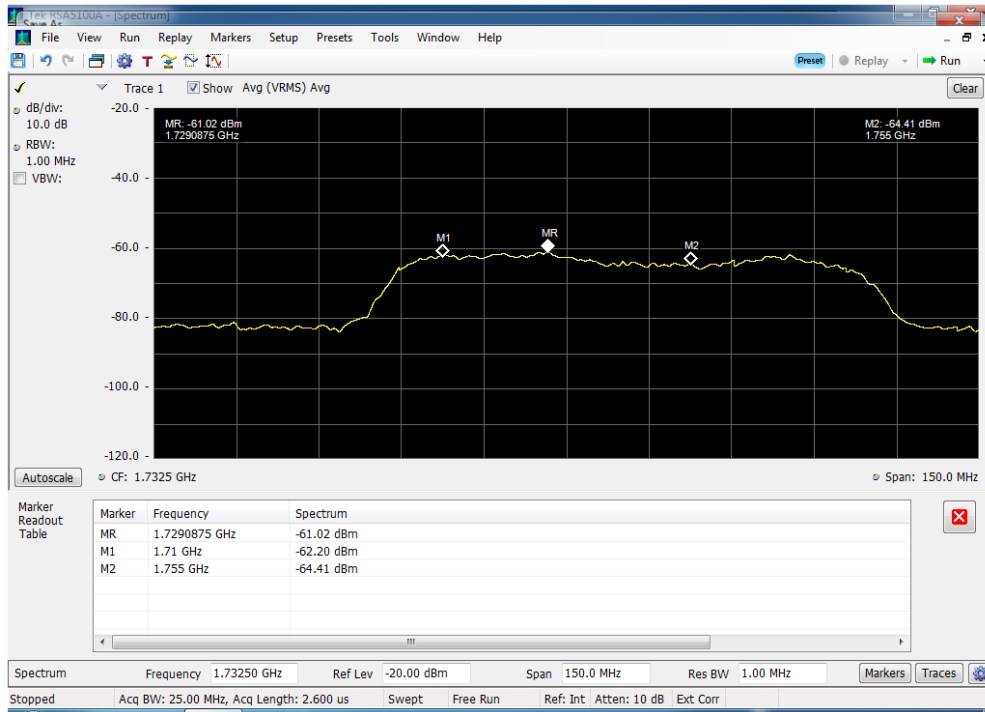 Tek RSA5100A - [Spectrum]
Save As
File View Run Replay Markers Setup Presets Tools Window Help
T Preset Replay Run
Trace 1 Show Avg (VRMS) Avg Clear
dB/div:
10.0 dB
RBW:
1.00 MHz
VBW:
-20.0
-40.0
-60.0
-80.0
-100.0
-120.0
MR: -61.02 dBm
1.7290875 GHz
M2: -64.41 dBm
1.755 GHz
M1 MR M2
Autoscale CF: 1.7325 GHz Span: 150.0 MHz
Marker
Readout
Table
Marker Frequency Spectrum
MR 1.7290875 GHz -61.02 dBm
M1 1.71 GHz -62.20 dBm
M2 1.755 GHz -64.41 dBm
Spectrum Frequency 1.73250 GHz Ref Lev -20.00 dBm Span 150.0 MHz Res BW 1.00 MHz Markers Traces
Stopped Acq BW: 25.00 MHz, Acq Length: 2.600 us Swept Free Run Ref: Int Atten: 10 dB Ext Corr